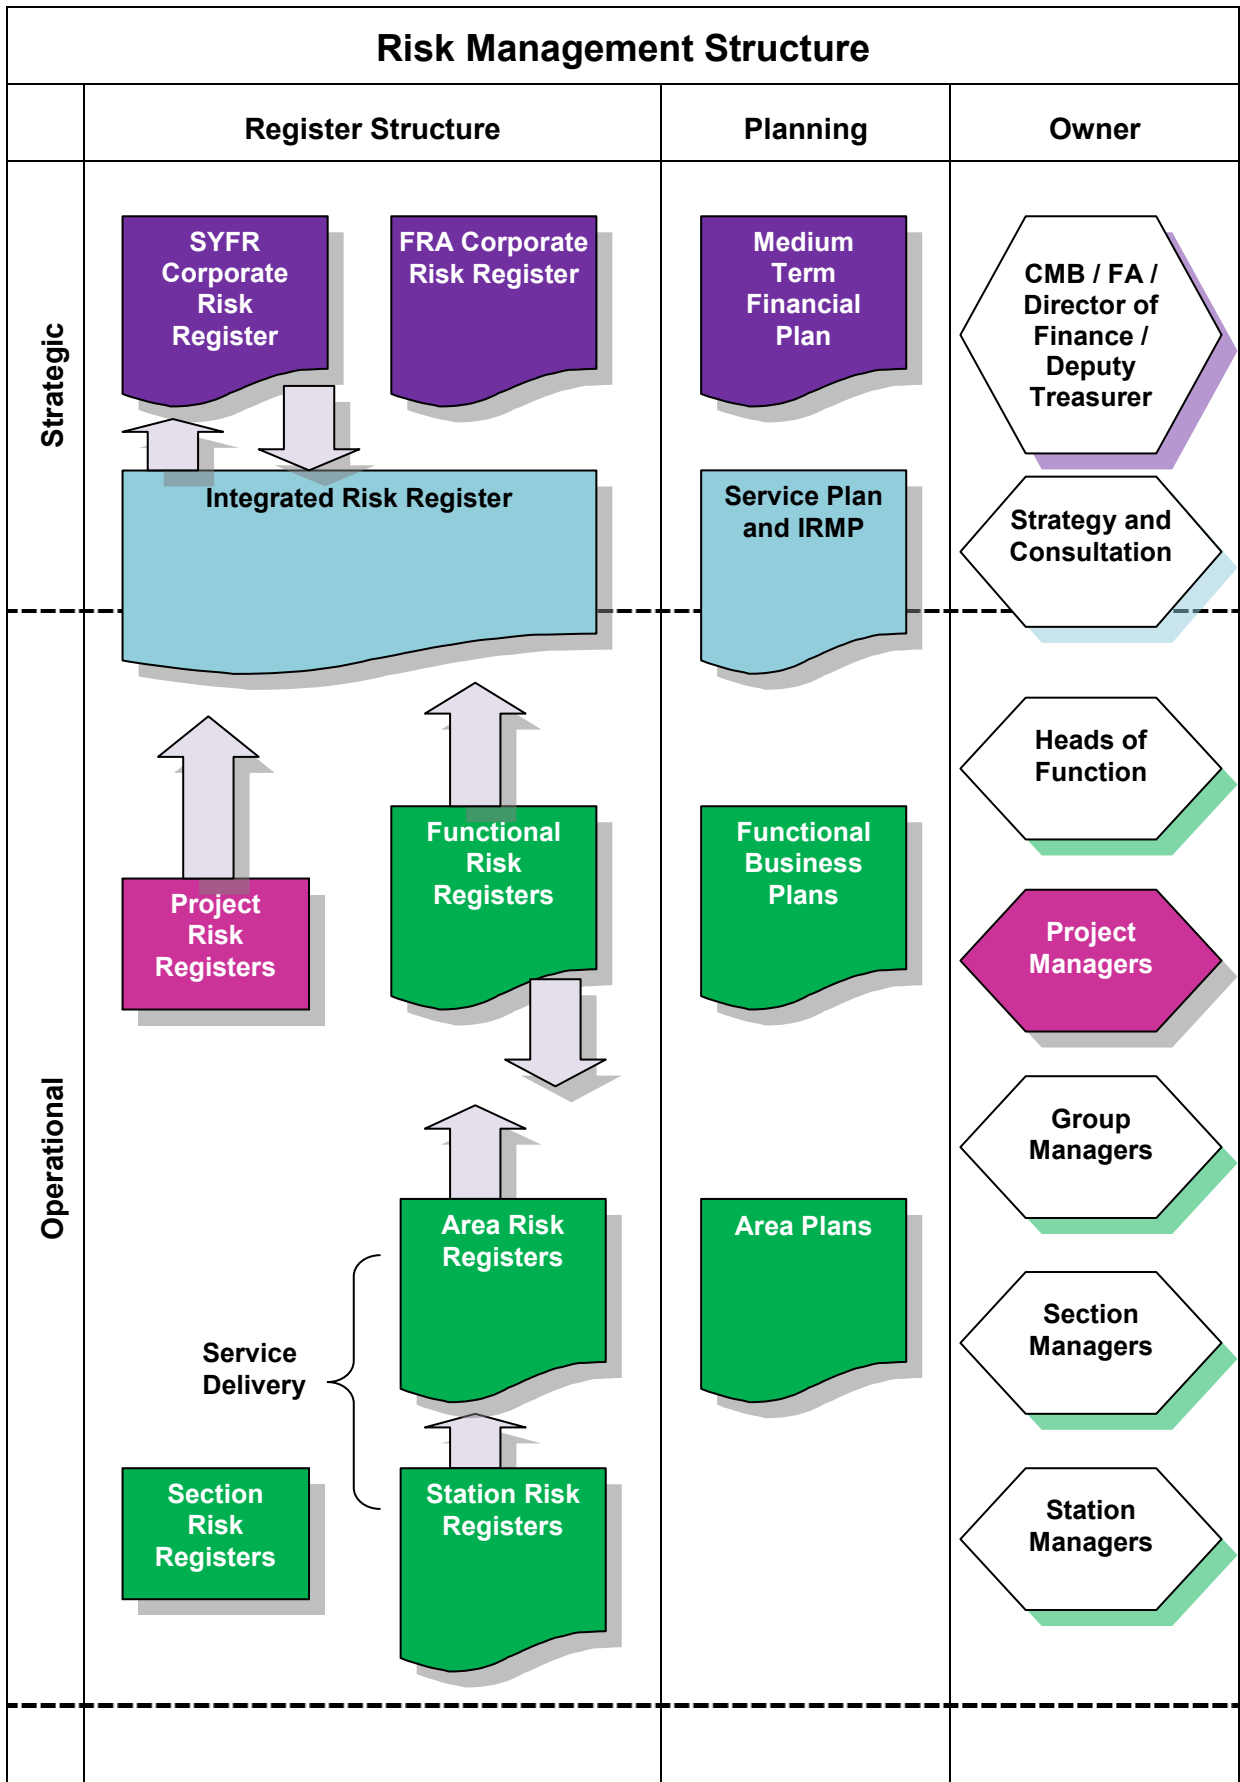 Risk Management Structure
Register Structure
Planning
Owner
Strategic
SYFR
Corporate
Risk
Register
FRA Corporate
Risk Register
Medium
Term
Financial
Plan
CMB / FA /
Director of
Finance /
Deputy
Treasurer
Integrated Risk Register
Service Plan
and IRMP
Strategy and
Consultation
Operational
Heads of
Function
Functional
Risk
Registers
Functional
Business
Plans
Project
Risk
Registers
Project
Managers
Group
Managers
Area Risk
Registers
Area Plans
Service
Delivery
Section
Managers
Section
Risk
Registers
Station Risk
Registers
Station
Managers